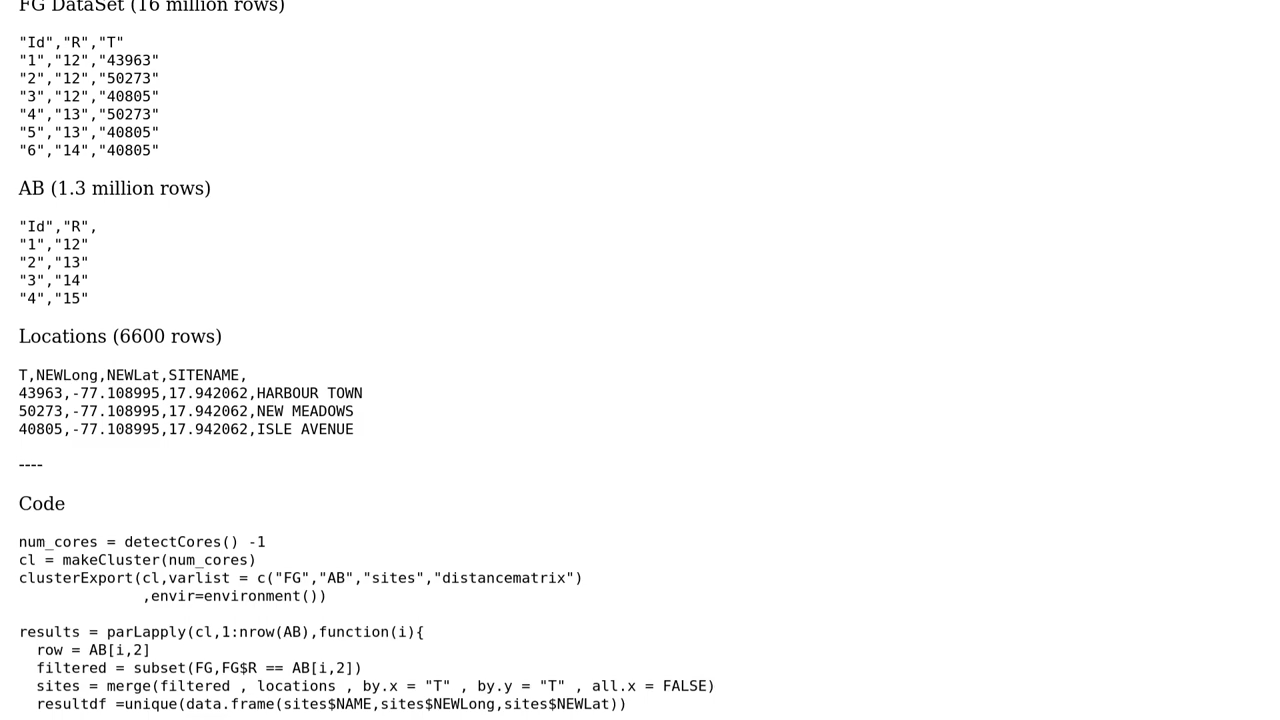 FG DataSet (16 million rows)
"Id","R","T"
"1","12","43963"
"2","12","50273"
"3","12","40805"
"4","13","50273"
"5","13","40805"
"6","14","40805"
AB (1.3 million rows)
"Id","R",
"1","12"
"2","13"
"3","14"
"4","15"
Locations (6600 rows)
T,NEWLong,NEWLat,SITENAME,
43963,-77.108995,17.942062,HARBOUR TOWN
50273,-77.108995,17.942062,NEW MEADOWS
40805,-77.108995,17.942062,ISLE AVENUE
----
Code
num_cores = detectCores() -1
cl = makeCluster(num_cores)
clusterExport(cl,varlist = c("FG","AB","sites","distancematrix")
,envir=environment())
results = parLapply(cl,1:nrow(AB),function(i){
row = AB[i,2]
filtered = subset(FG,FG$R == AB[i,2])
sites = merge(filtered , locations , by.x = "T" , by.y = "T" , all.x = FALSE)
resultdf =unique(data.frame(sites$NAME,sites$NEWLong,sites$NEWLat))